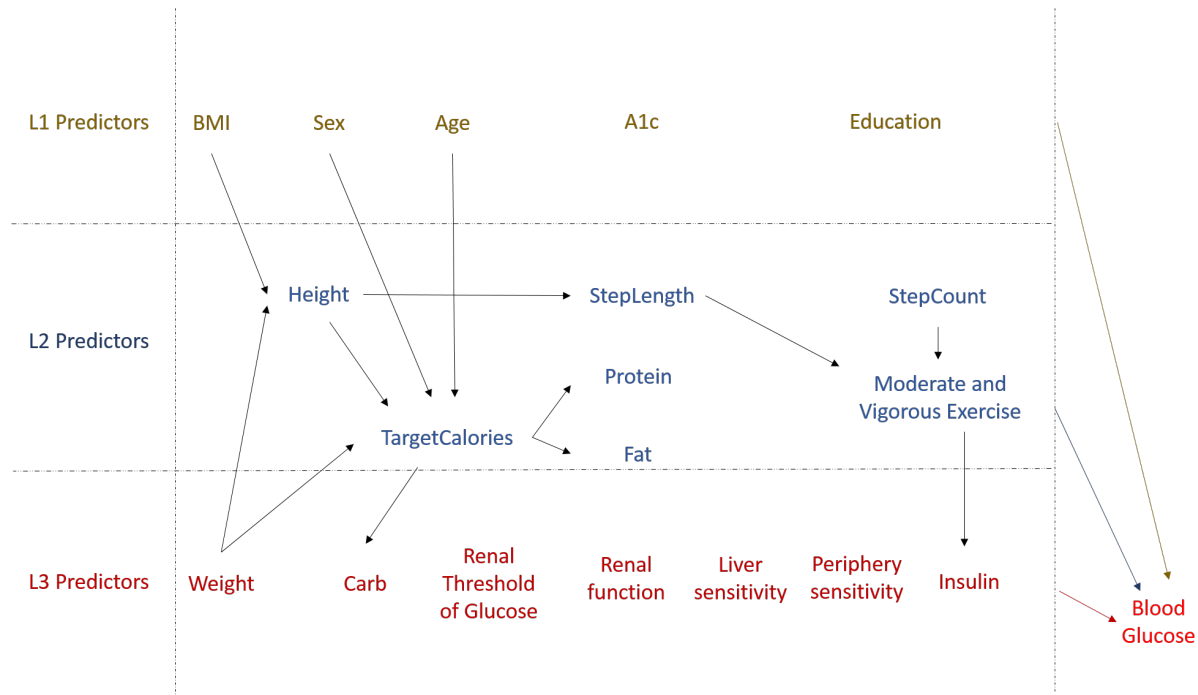 L1 Predictors
BMI
Sex
Age
A1c
Education
L2 Predictors
Height
StepLength
StepCount
Protein
Moderate and
Vigorous Exercise
TargetCalories
Fat
L3 Predictors
Weight
Carb
Renal
Threshold
of Glucose
Renal
function
Liver
sensitivity
Periphery
sensitivity
Insulin
Blood
Glucose